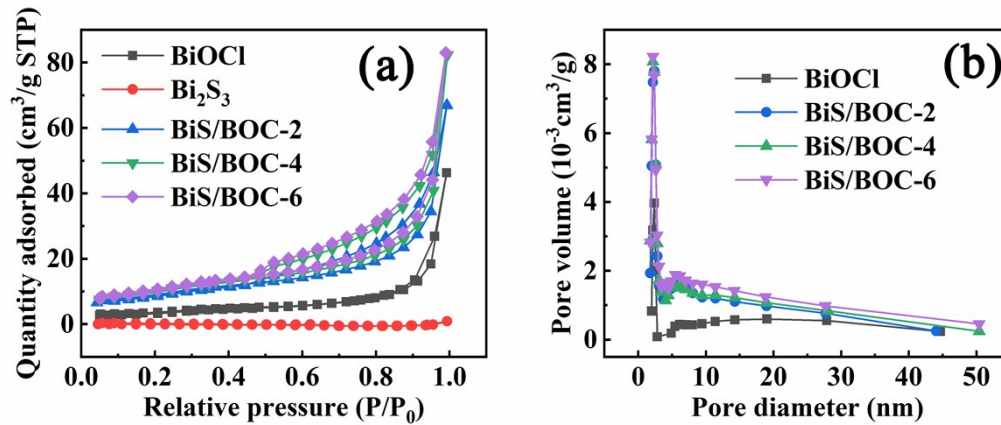 (a)
BiOCl
Bi₂S₃
BiS/BOC-2
BiS/BOC-4
BiS/BOC-6
Quantity adsorbed (cm³/g STP)
80
60
40
20
0
0.0 0.2 0.4 0.6 0.8 1.0
Relative pressure (P/P₀)
(b)
BiOCl
BiS/BOC-2
BiS/BOC-4
BiS/BOC-6
Pore volume (10⁻³cm³/g)
8
6
4
2
0
0 10 20 30 40 50
Pore diameter (nm)